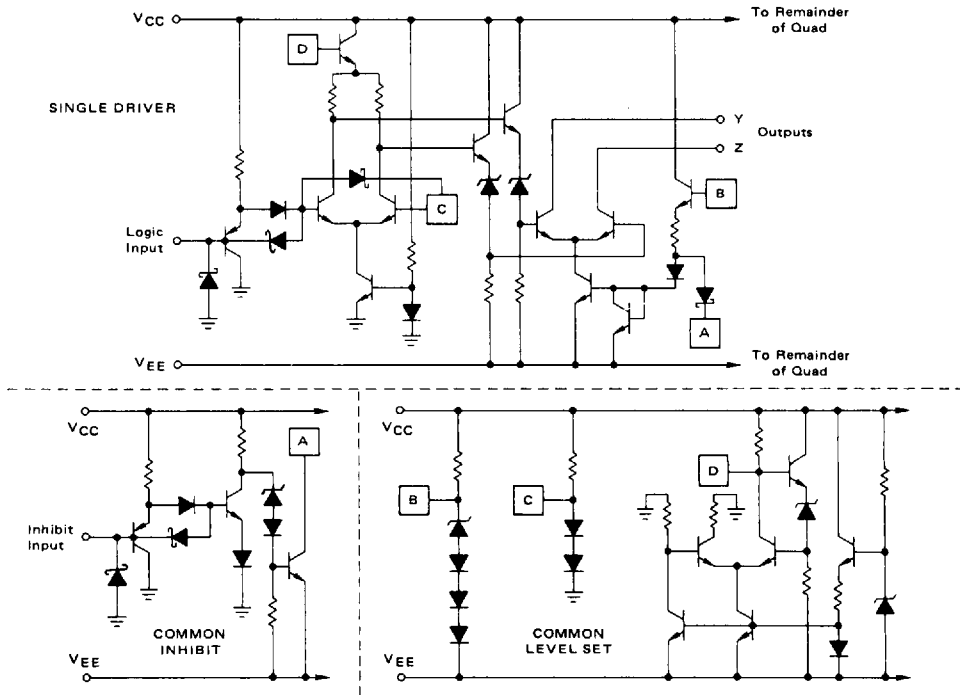 VCC
To Remainder
of Quad
D
SINGLE DRIVER
Y
Outputs
Z
B
C
Logic
Input
A
VEE
To Remainder
of Quad
VCC
A
Inhibit
Input
COMMON
INHIBIT
VEE
VCC
B
C
D
COMMON
LEVEL SET
VEE